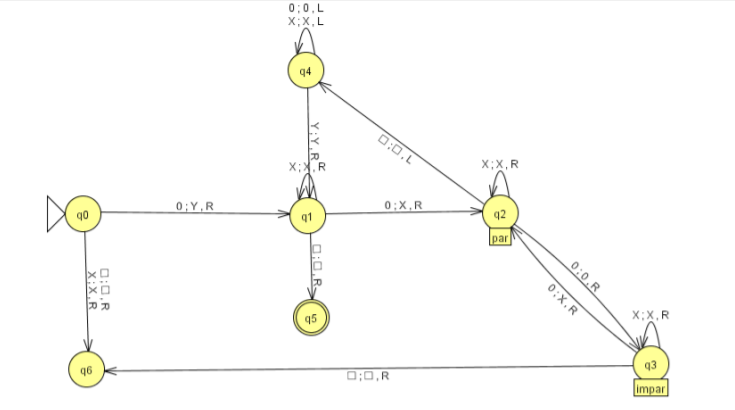 0;0,L
X;X,L
q4
Y;Y,R
□;□,L
X;X,R
X;X,R
q0
0;Y,R
q1
0;X,R
q2
par
□;□,R
X;X,R
□;□,R
0;0,R
0;X,R
q5
X;X,R
q6
□;□,R
q3
impar